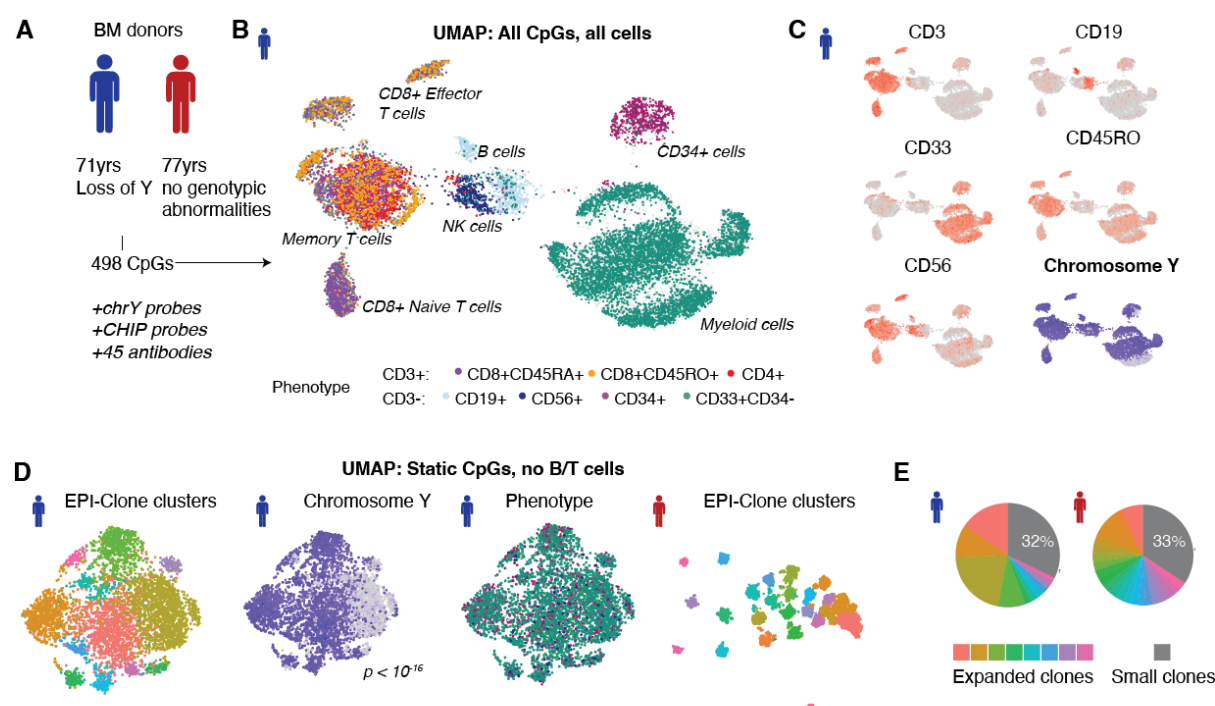 A
BM donors
71yrs
Loss of Y
77yrs
no genotypic
abnormalities
498 CpGs
+chrY probes
+CHIP probes
+45 antibodies
B
UMAP: All CpGs, all cells
CD8+ Effector
T cells
B cells
CD34+ cells
Memory T cells
NK cells
CD8+ Naive T cells
Myeloid cells
Phenotype
CD3+: CD8+CD45RA+ CD8+CD45RO+ CD4+
CD3-: CD19+ CD56+ CD34+ CD33+CD34-
C
CD3
CD19
CD33
CD45RO
CD56
Chromosome Y
D
UMAP: Static CpGs, no B/T cells
EPI-Clone clusters
Chromosome Y
Phenotype
EPI-Clone clusters
p < 10⁻¹⁶
E
32%
33%
Expanded clones
Small clones